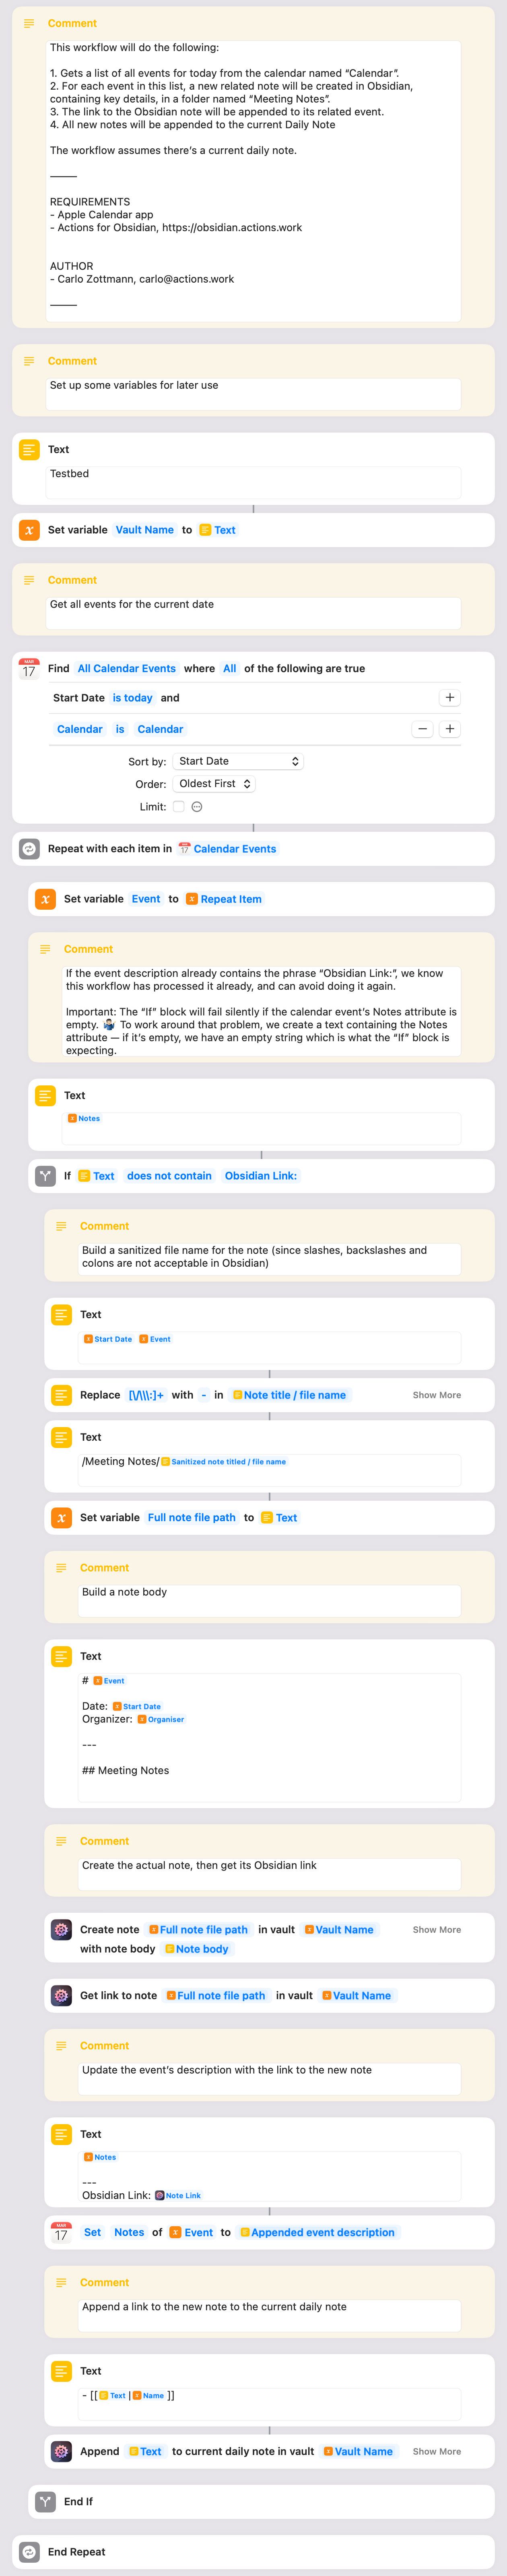 Comment
This workflow will do the following:
1. Gets a list of all events for today from the calendar named “Calendar”.
2. For each event in this list, a new related note will be created in Obsidian,
containing key details, in a folder named “Meeting Notes”.
3. The link to the Obsidian note will be appended to its related event.
4. All new notes will be appended to the current Daily Note
The workflow assumes there’s a current daily note.
———
REQUIREMENTS
- Apple Calendar app
- Actions for Obsidian, https://obsidian.actions.work
AUTHOR
- Carlo Zottmann, carlo@actions.work
———
Comment
Set up some variables for later use
Text
Testbed
Set variable Vault Name to Text
Comment
Get all events for the current date
MAR
17
Find All Calendar Events where All of the following are true
Start Date is today and
Calendar is Calendar
Sort by: Start Date
Order: Oldest First
Limit:
Repeat with each item in Calendar Events
Set variable Event to Repeat Item
Comment
If the event description already contains the phrase “Obsidian Link:”, we know
this workflow has processed it already, and can avoid doing it again.
Important: The “If” block will fail silently if the calendar event’s Notes attribute is
empty. 🤷🏻‍♂️ To work around that problem, we create a text containing the Notes
attribute — if it’s empty, we have an empty string which is what the “If” block is
expecting.
Text
Notes
If Text does not contain Obsidian Link:
Comment
Build a sanitized file name for the note (since slashes, backslashes and
colons are not acceptable in Obsidian)
Text
Start Date Event
Replace [\/\\\:]+ with - in Note title / file name Show More
Text
/Meeting Notes/ Sanitized note titled / file name
Set variable Full note file path to Text
Comment
Build a note body
Text
# Event
Date: Start Date
Organizer: Organiser
---
## Meeting Notes
Comment
Create the actual note, then get its Obsidian link
Create note Full note file path in vault Vault Name Show More
with note body Note body
Get link to note Full note file path in vault Vault Name
Comment
Update the event’s description with the link to the new note
Text
Notes
---
Obsidian Link: Note Link
MAR
17
Set Notes of Event to Appended event description
Comment
Append a link to the new note to the current daily note
Text
- [[ Text | Name ]]
Append Text to current daily note in vault Vault Name Show More
End If
End Repeat